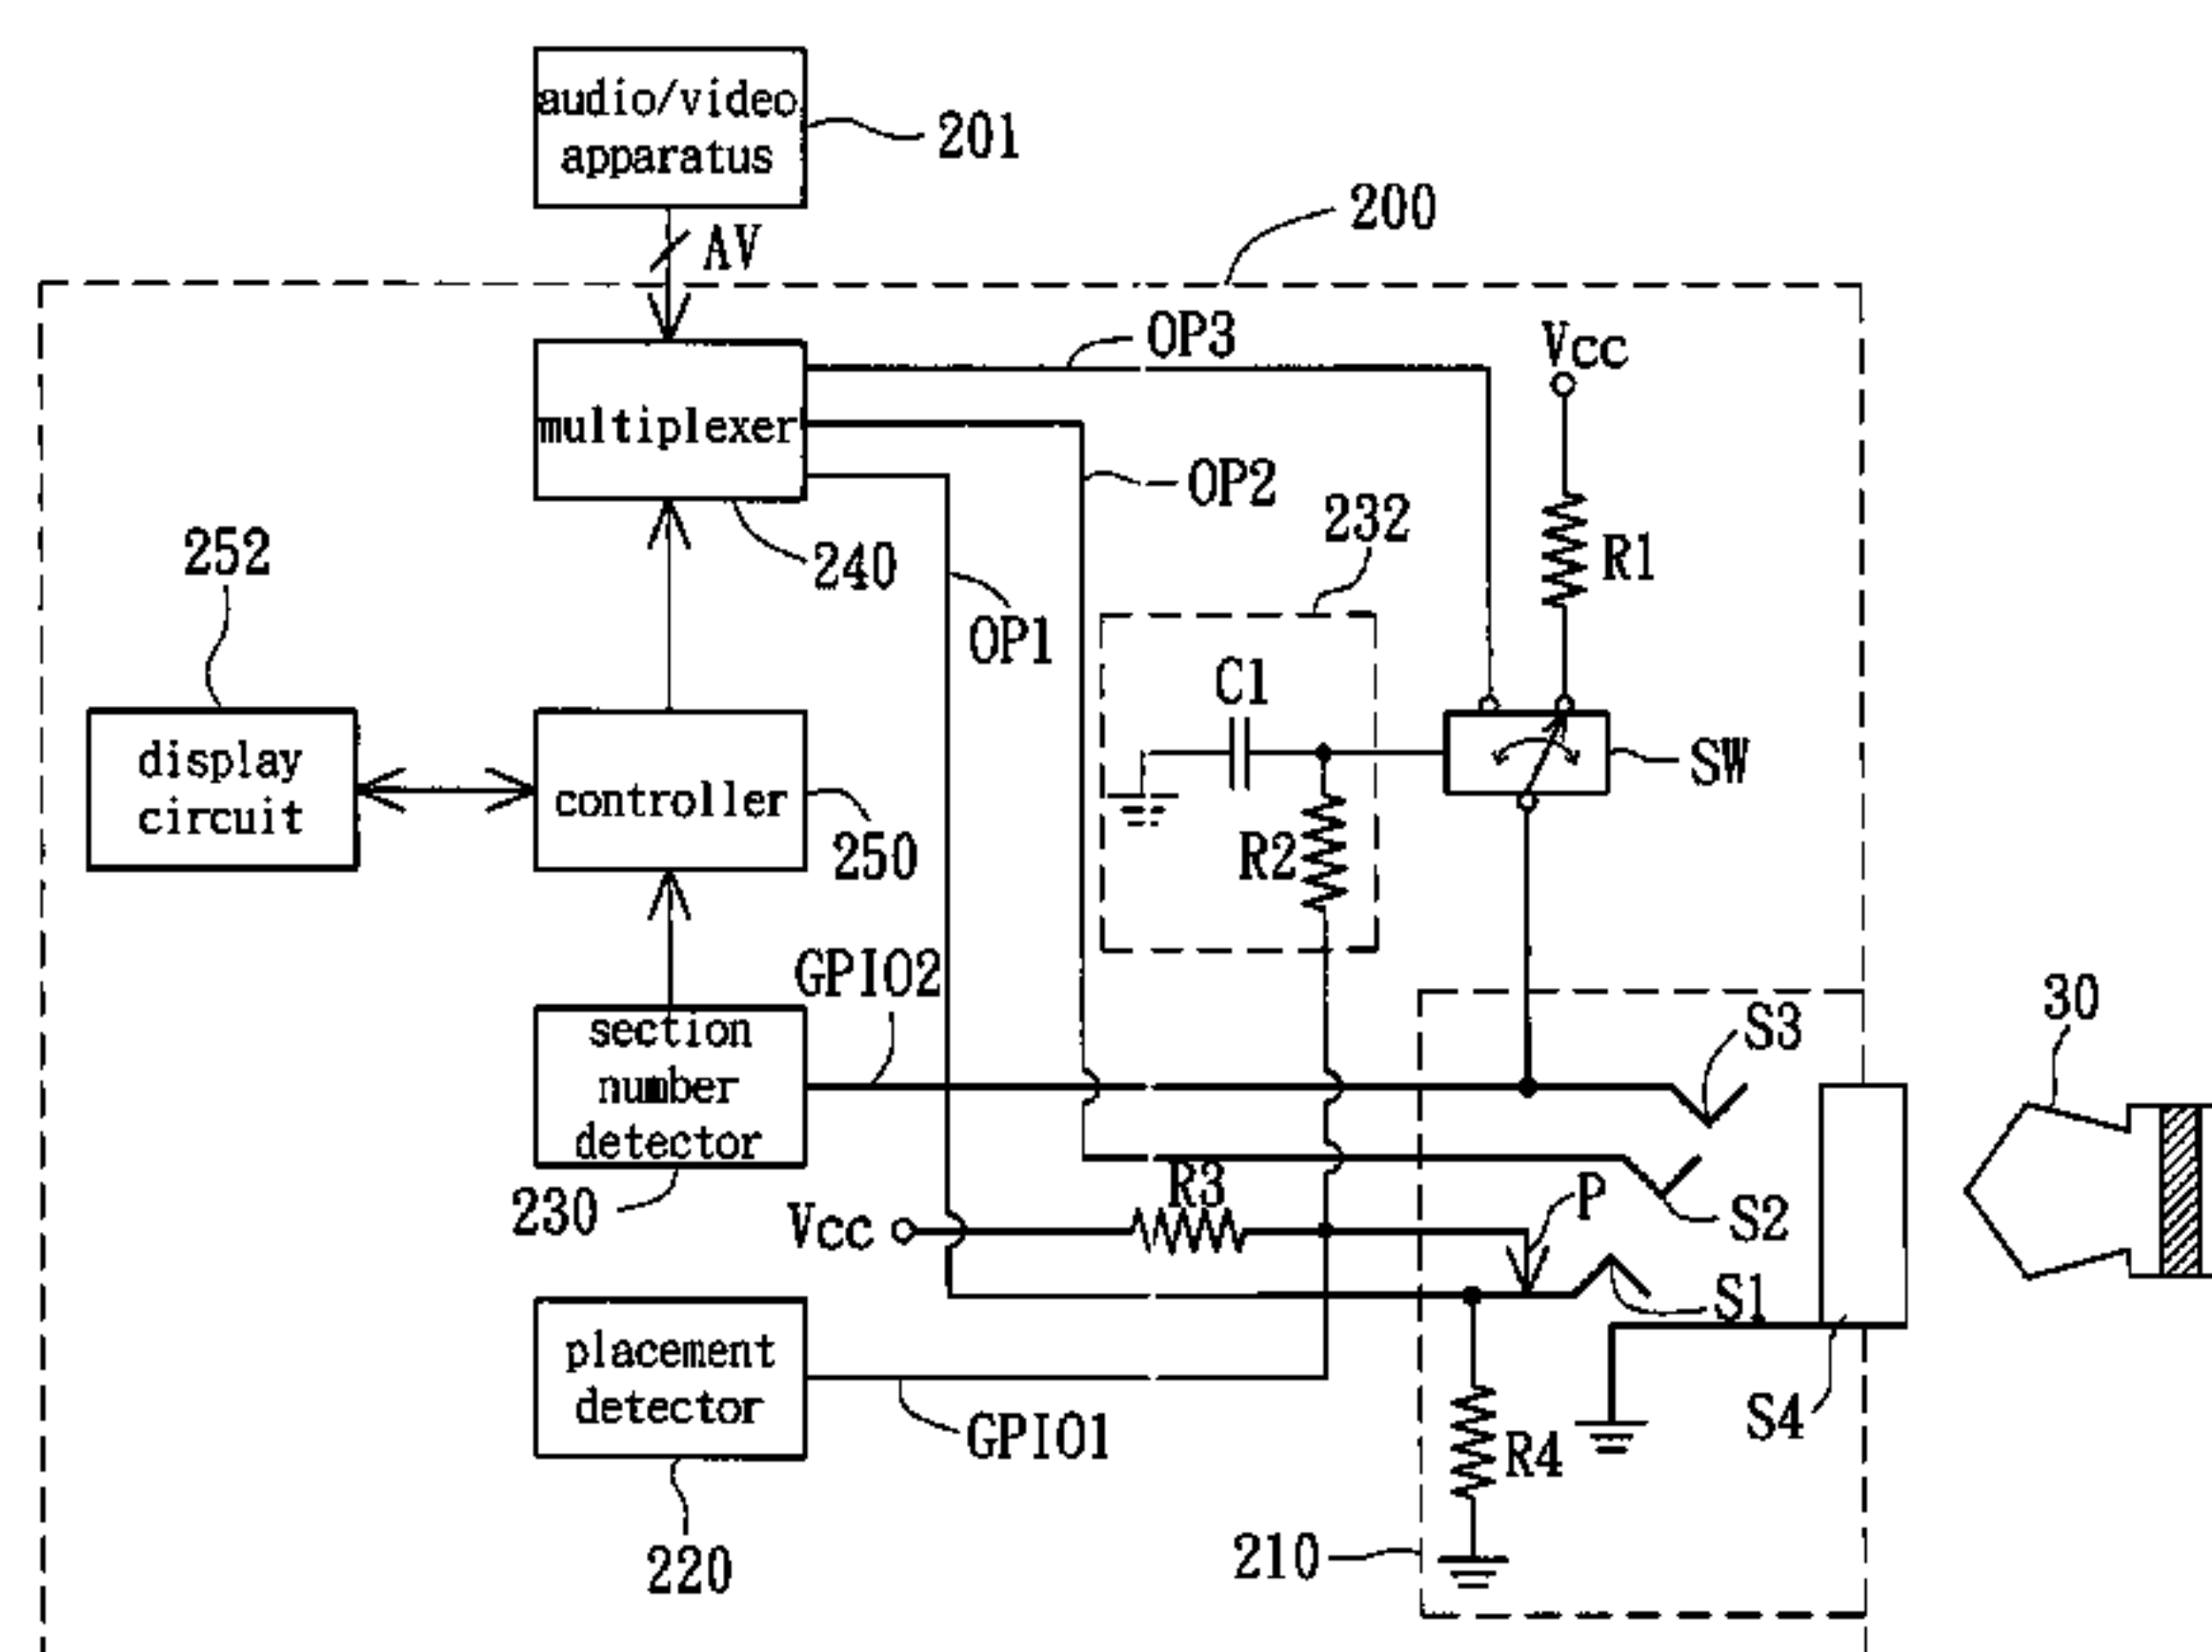 audio/video
apparatus
201
AV
200
OP3
Vcc
multiplexer
OP2
232
252
240
R1
OP1
C1
display
circuit
controller
SW
250
R2
GPIO2
30
section
number
detector
S3
230
R3
P
S2
Vcc
S1
placement
detector
GPIO1
S4
R4
220
210